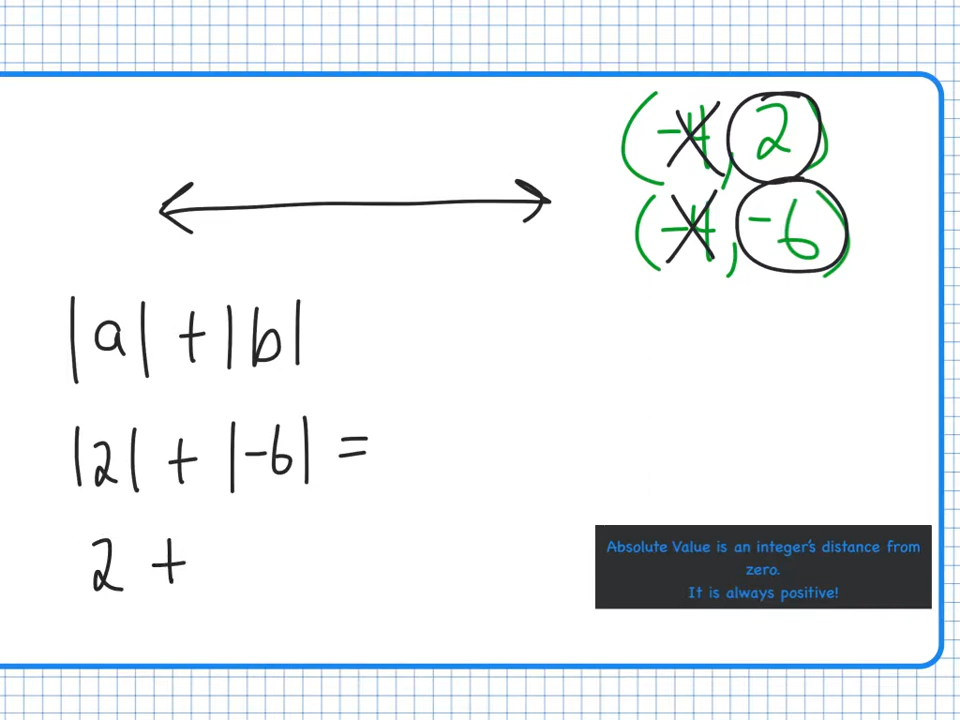 (-4, 2)
(-4, -6)
|a| + |b|
|2| + |-6| =
2 +
Absolute Value is an integer's distance from
zero.
It is always positive!